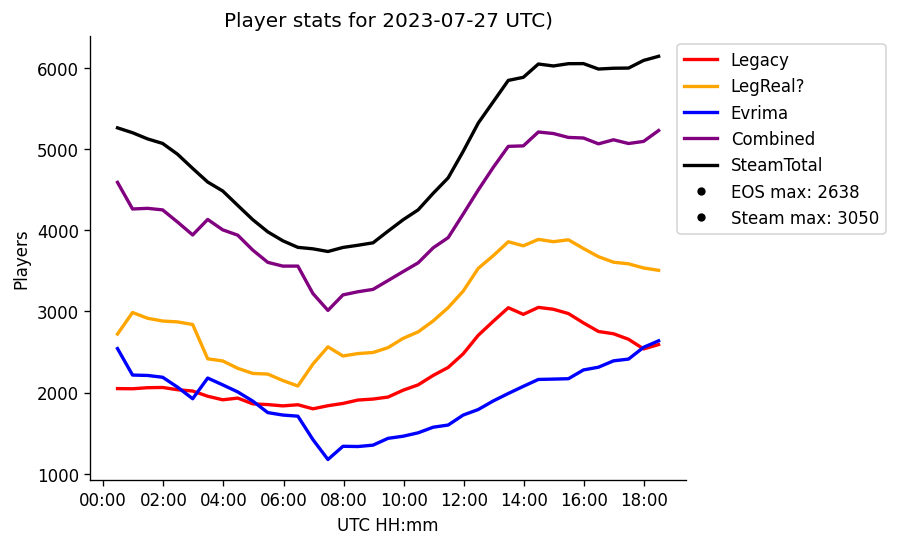 Player stats for 2023-07-27 UTC)
6000
5000
4000
3000
2000
1000
Players
00:00 02:00 04:00 06:00 08:00 10:00 12:00 14:00 16:00 18:00
UTC HH:mm
Legacy
LegReal?
Evrima
Combined
SteamTotal
EOS max: 2638
Steam max: 3050